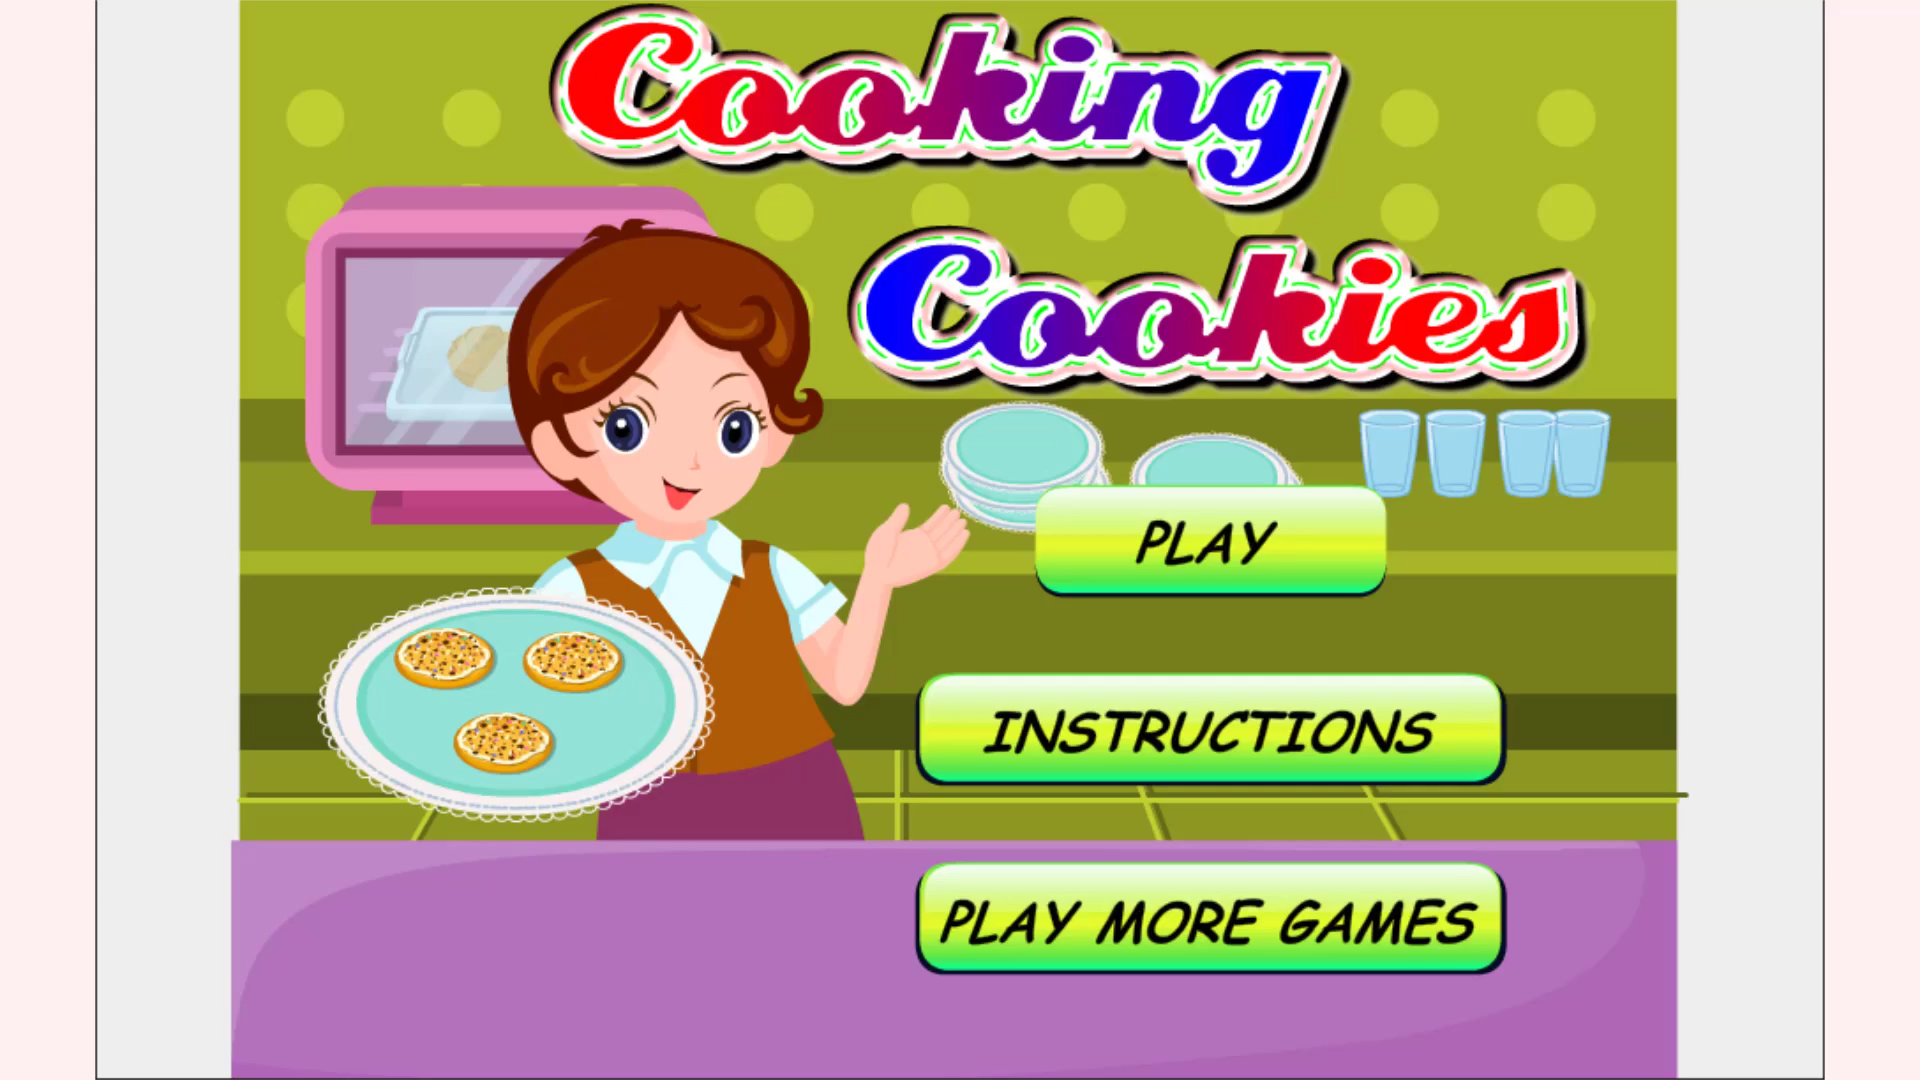 Cooking
Cookies
PLAY
INSTRUCTIONS
PLAY MORE GAMES